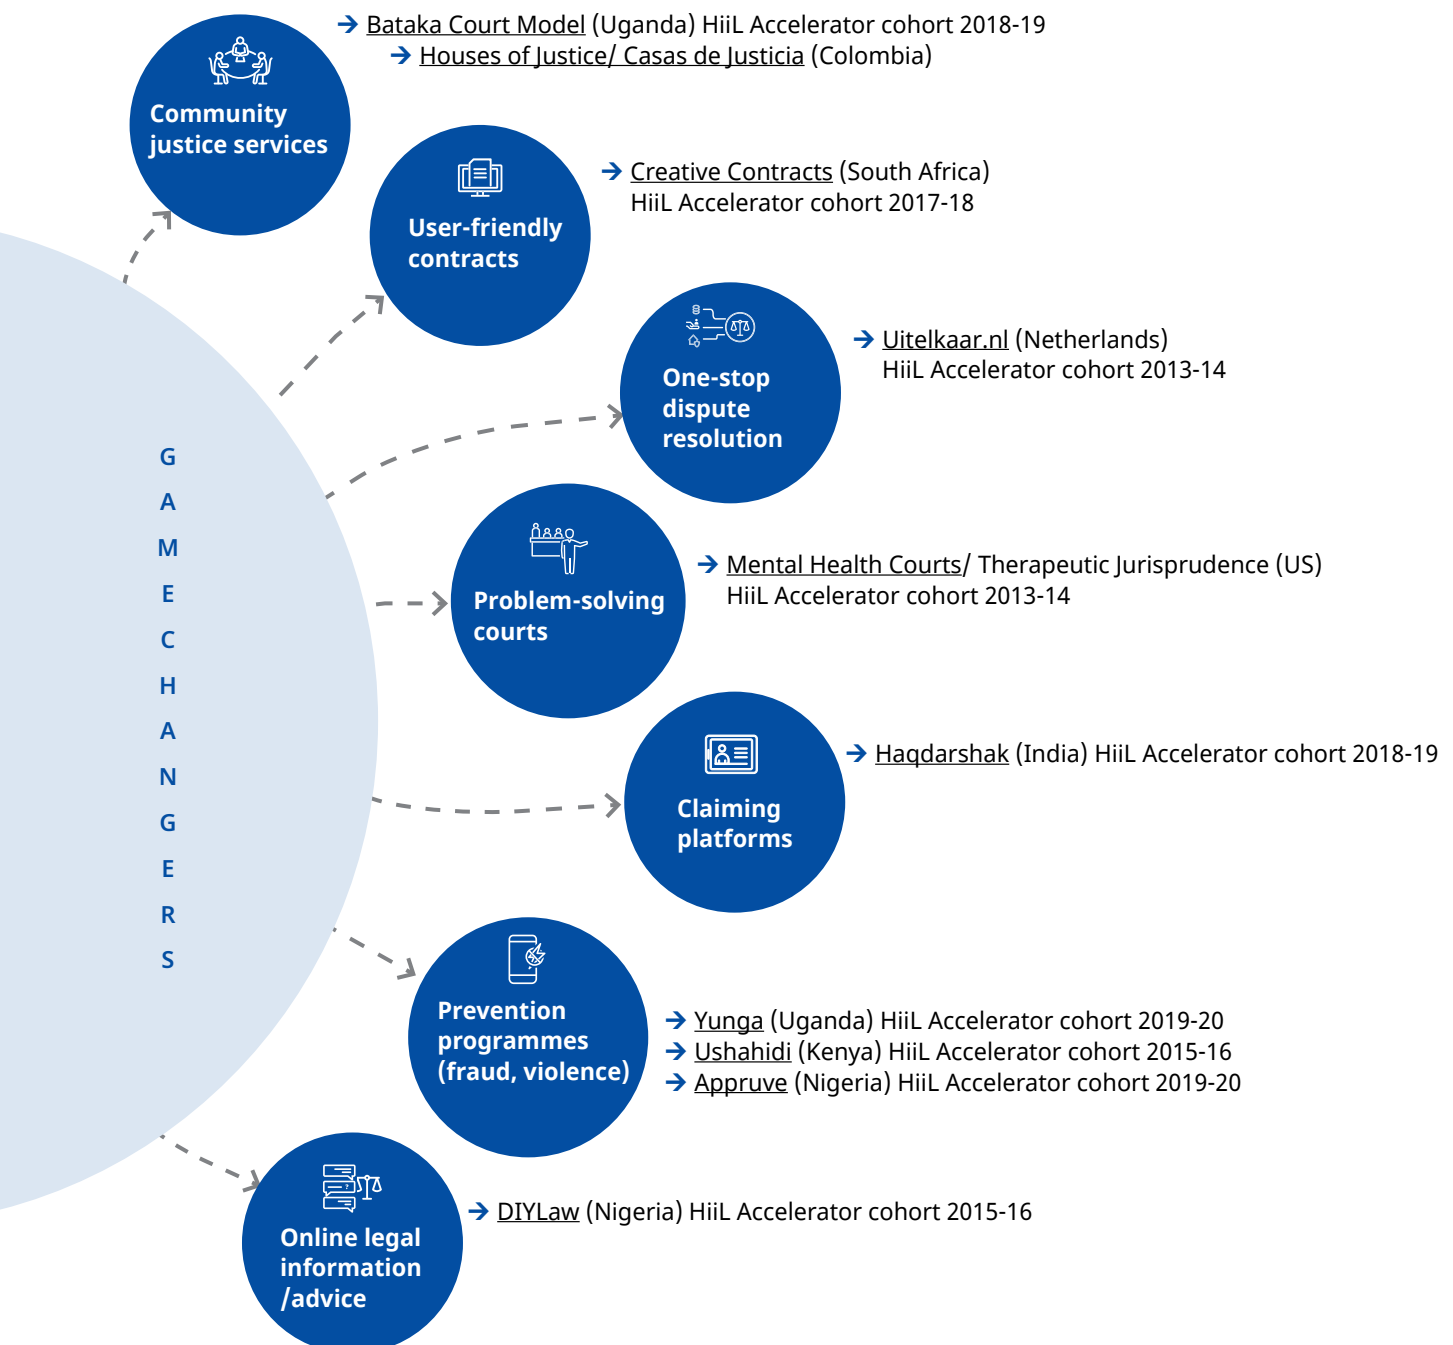 → Bataka Court Model (Uganda) HiiL Accelerator cohort 2018-19
→ Houses of Justice/ Casas de Justicia (Colombia)
Community
justice services
→ Creative Contracts (South Africa)
HiiL Accelerator cohort 2017-18
User-friendly
contracts
→ Uitelkaar.nl (Netherlands)
HiiL Accelerator cohort 2013-14
One-stop
dispute
resolution
G
A
M
E
C
H
A
N
G
E
R
S
→ Mental Health Courts/ Therapeutic Jurisprudence (US)
HiiL Accelerator cohort 2013-14
Problem-solving
courts
→ Haqdarshak (India) HiiL Accelerator cohort 2018-19
Claiming
platforms
Prevention
programmes
(fraud, violence)
→ Yunga (Uganda) HiiL Accelerator cohort 2019-20
→ Ushahidi (Kenya) HiiL Accelerator cohort 2015-16
→ Appruve (Nigeria) HiiL Accelerator cohort 2019-20
→ DIYLaw (Nigeria) HiiL Accelerator cohort 2015-16
Online legal
information
/advice